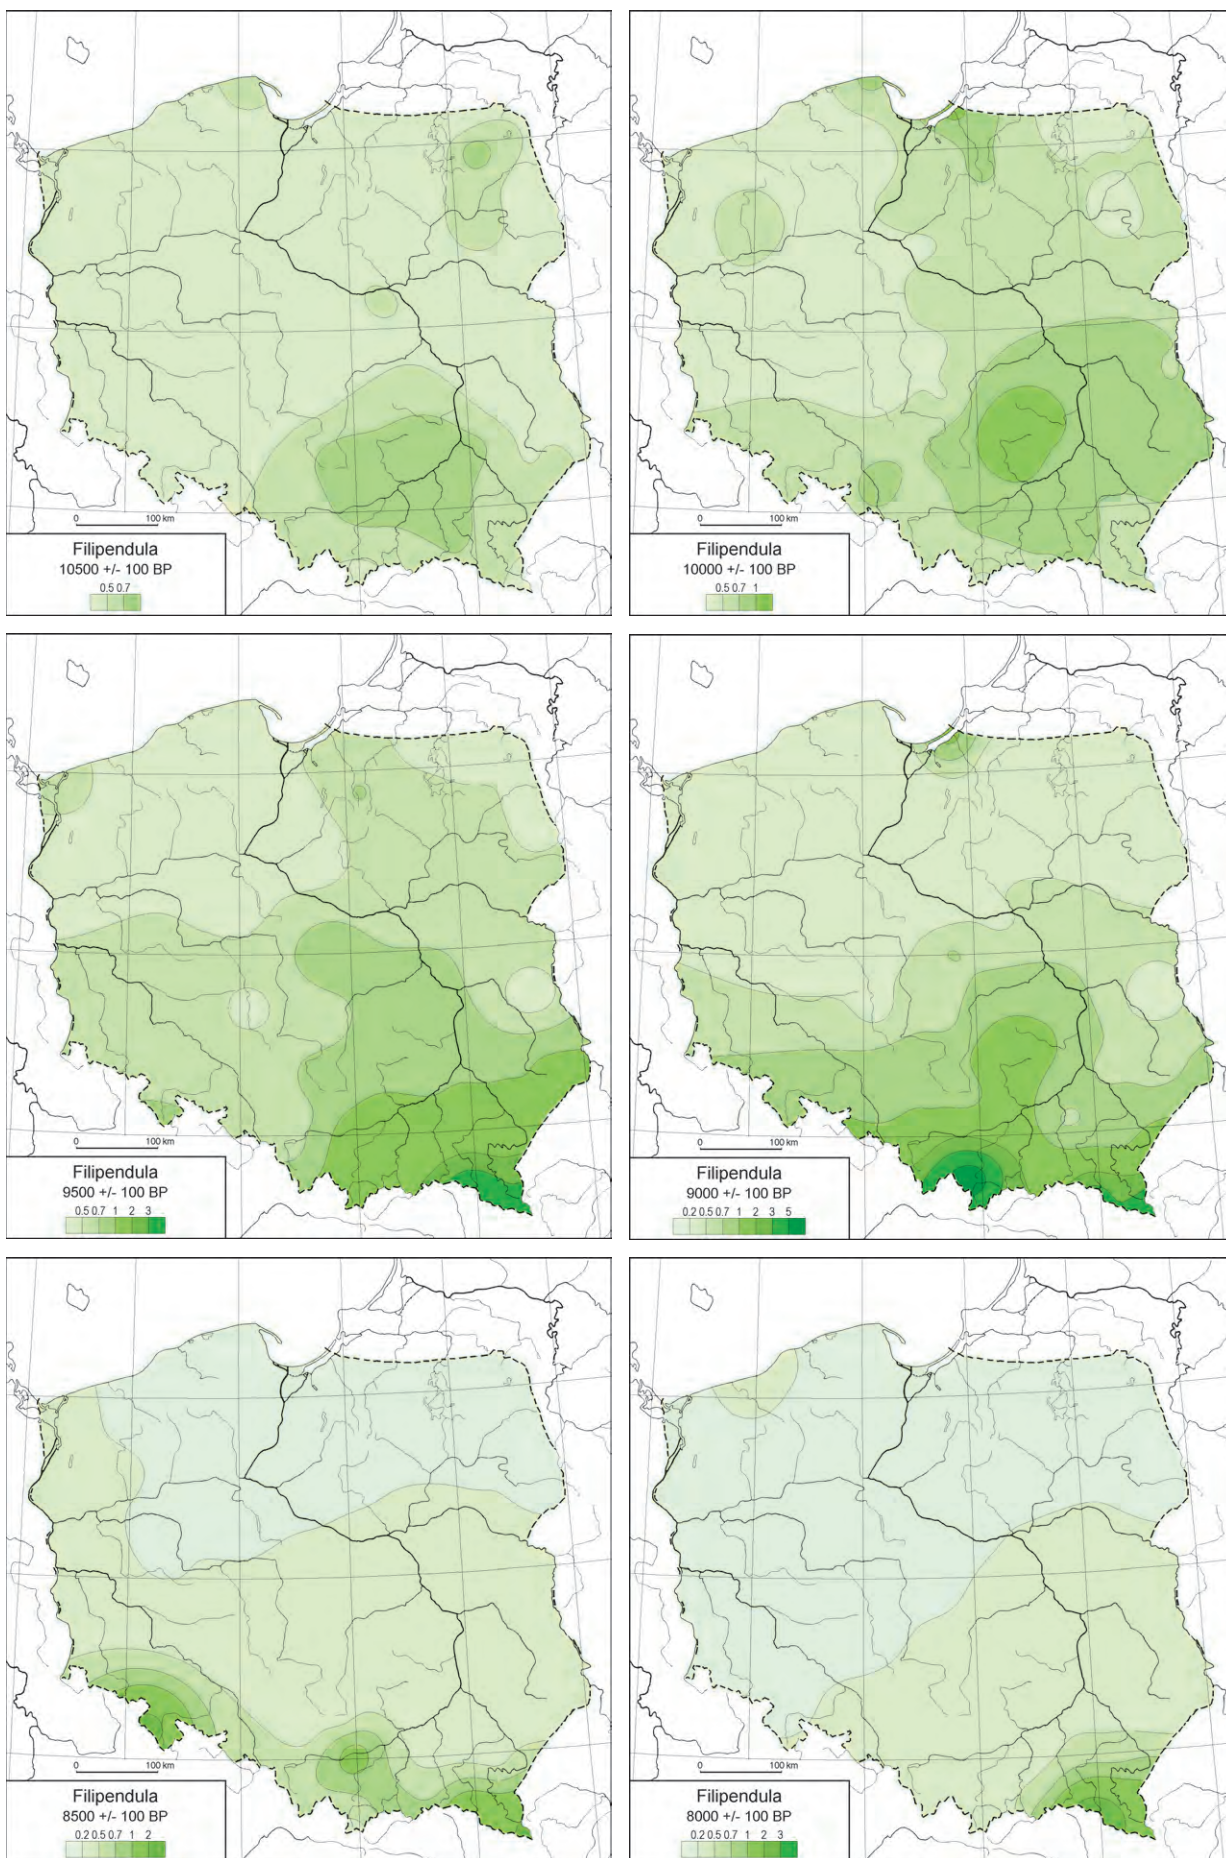 0 100 km
Filipendula
10500 +/- 100 BP
0.5 0.7
0 100 km
Filipendula
10000 +/- 100 BP
0.5 0.7 1
0 100 km
Filipendula
9500 +/- 100 BP
0.5 0.7 1 2 3
0 100 km
Filipendula
9000 +/- 100 BP
0.2 0.5 0.7 1 2 3 5
0 100 km
Filipendula
8500 +/- 100 BP
0.2 0.5 0.7 1 2
0 100 km
Filipendula
8000 +/- 100 BP
0.2 0.5 0.7 1 2 3